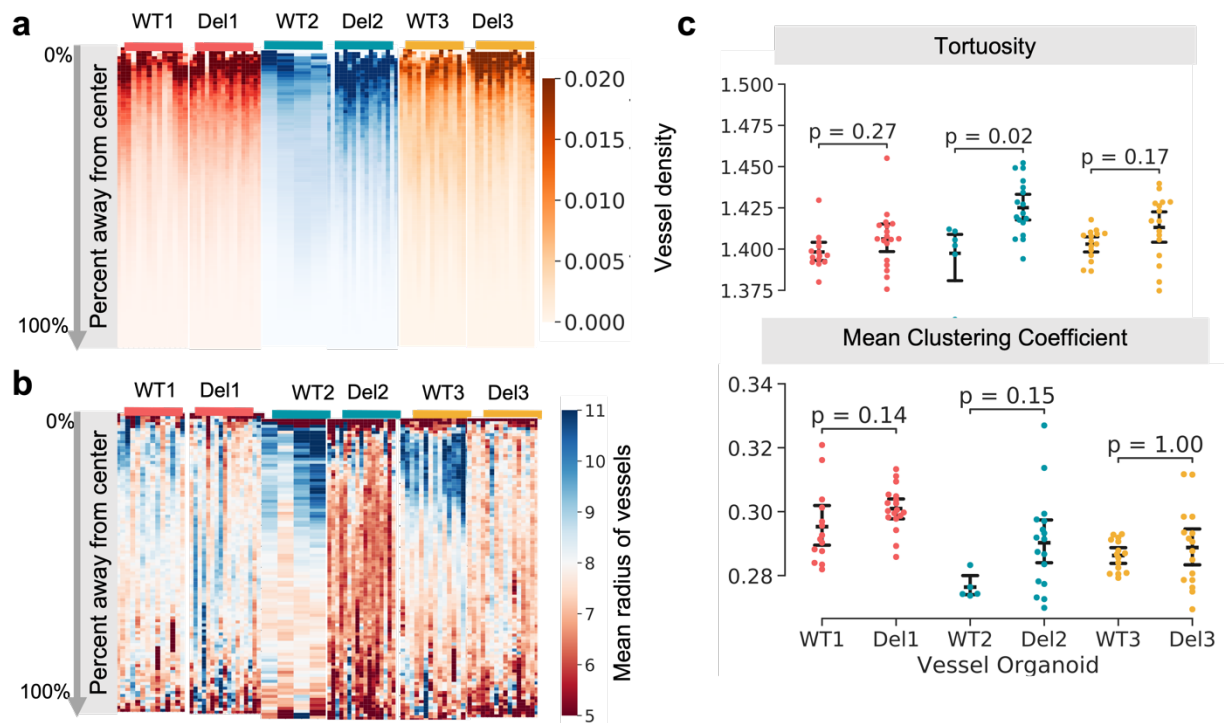 a
WT1 Del1 WT2 Del2 WT3 Del3
0%
Percent away from center
100%
0.020
0.015
0.010
0.005
0.000
Vessel density
b
WT1 Del1 WT2 Del2 WT3 Del3
0%
Percent away from center
100%
11
10
9
8
7
6
5
Mean radius of vessels
c
Tortuosity
1.500
1.475
1.450
1.425
1.400
1.375
p = 0.27
p = 0.02
p = 0.17
Mean Clustering Coefficient
0.34
0.32
0.30
0.28
p = 0.14
p = 0.15
p = 1.00
WT1 Del1 WT2 Del2 WT3 Del3
Vessel Organoid